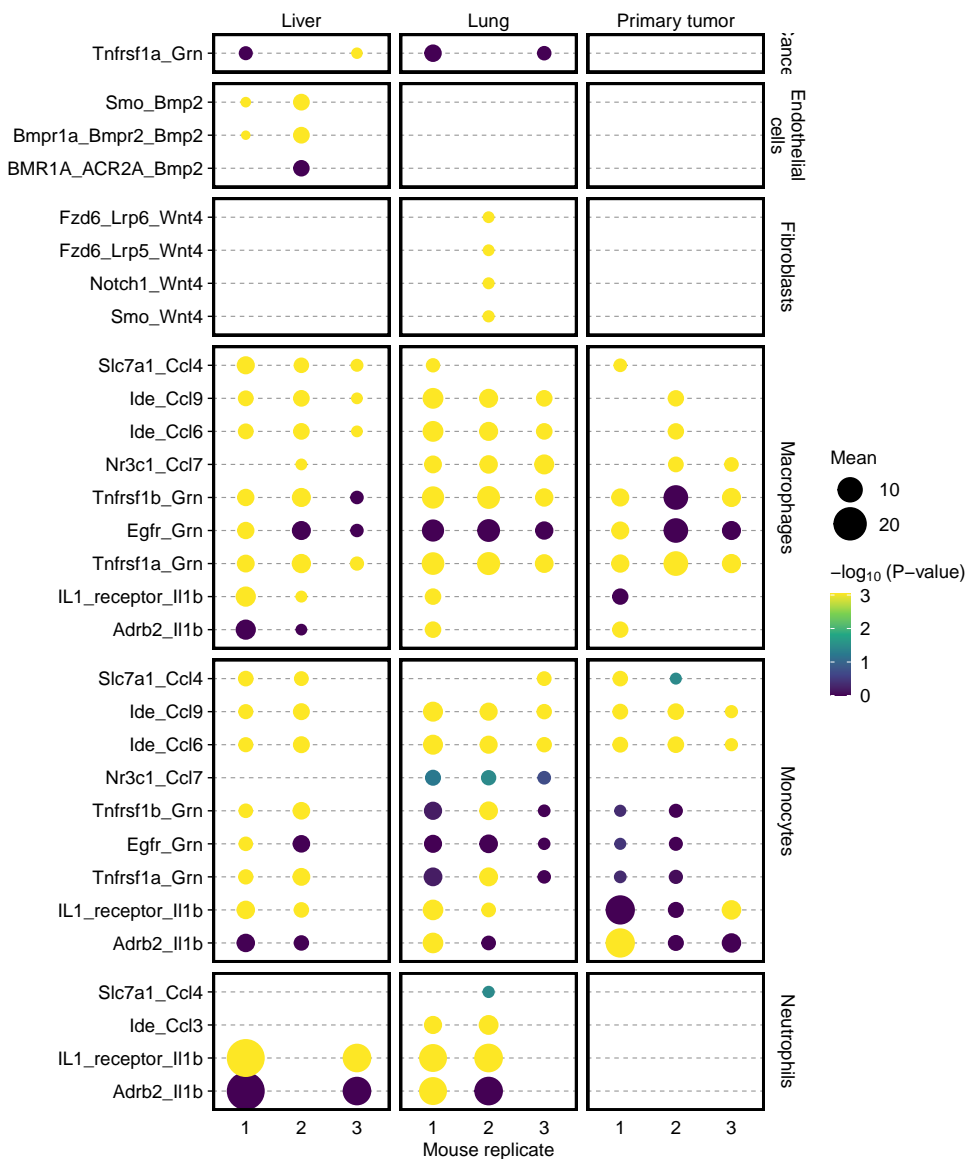 Liver Lung Primary tumor
Tnfrsf1a_Grn
Smo_Bmp2
Bmpr1a_Bmpr2_Bmp2
BMR1A_ACR2A_Bmp2
Endothelial
cells
Fzd6_Lrp6_Wnt4
Fzd6_Lrp5_Wnt4
Notch1_Wnt4
Smo_Wnt4
Fibroblasts
Slc7a1_Ccl4
Ide_Ccl9
Ide_Ccl6
Nr3c1_Ccl7
Tnfrsf1b_Grn
Egfr_Grn
Tnfrsf1a_Grn
IL1_receptor_Il1b
Adrb2_Il1b
Macrophages
Slc7a1_Ccl4
Ide_Ccl9
Ide_Ccl6
Nr3c1_Ccl7
Tnfrsf1b_Grn
Egfr_Grn
Tnfrsf1a_Grn
IL1_receptor_Il1b
Adrb2_Il1b
Monocytes
Slc7a1_Ccl4
Ide_Ccl3
IL1_receptor_Il1b
Adrb2_Il1b
Neutrophils
1 2 3 1 2 3 1 2 3
Mouse replicate
Mean
10
20
−log10 (P−value)
3
2
1
0